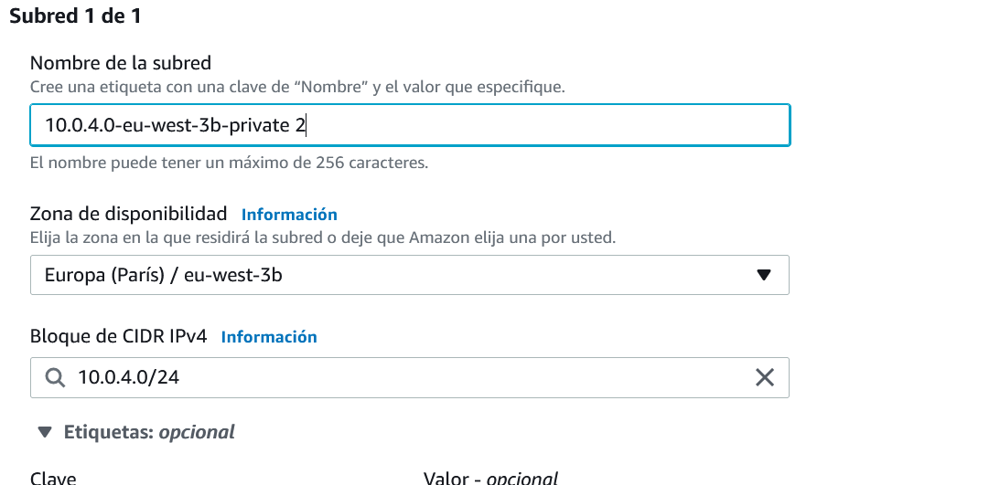 Subred 1 de 1
Nombre de la subred
Cree una etiqueta con una clave de “Nombre” y el valor que especifique.
10.0.4.0-eu-west-3b-private 2
El nombre puede tener un máximo de 256 caracteres.
Zona de disponibilidad Información
Elija la zona en la que residirá la subred o deje que Amazon elija una por usted.
Europa (París) / eu-west-3b
Bloque de CIDR IPv4 Información
10.0.4.0/24
Etiquetas: opcional
Clave Valor - opcional